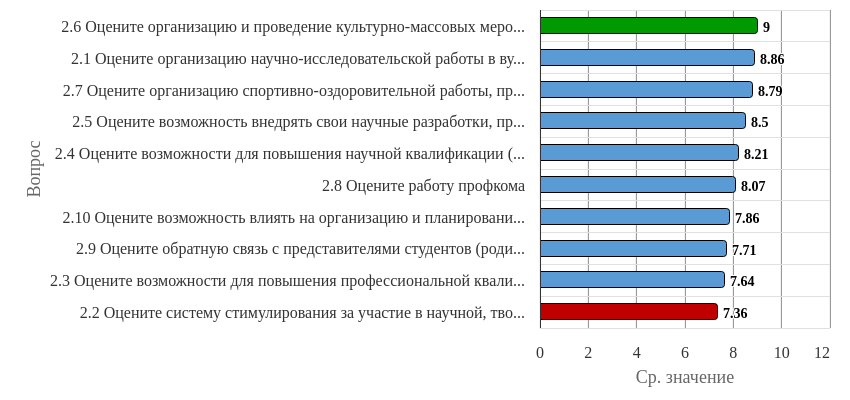 2.6 Оцените организацию и проведение культурно-массовых меро... 9
2.1 Оцените организацию научно-исследовательской работы в ву... 8.86
2.7 Оцените организацию спортивно-оздоровительной работы, пр... 8.79
2.5 Оцените возможность внедрять свои научные разработки, пр... 8.5
2.4 Оцените возможности для повышения научной квалификации (... 8.21
2.8 Оцените работу профкома 8.07
2.10 Оцените возможность влиять на организацию и планировани... 7.86
2.9 Оцените обратную связь с представителями студентов (роди... 7.71
2.3 Оцените возможности для повышения профессиональной квали... 7.64
2.2 Оцените систему стимулирования за участие в научной, тво... 7.36
Вопрос
0 2 4 6 8 10 12
Ср. значение